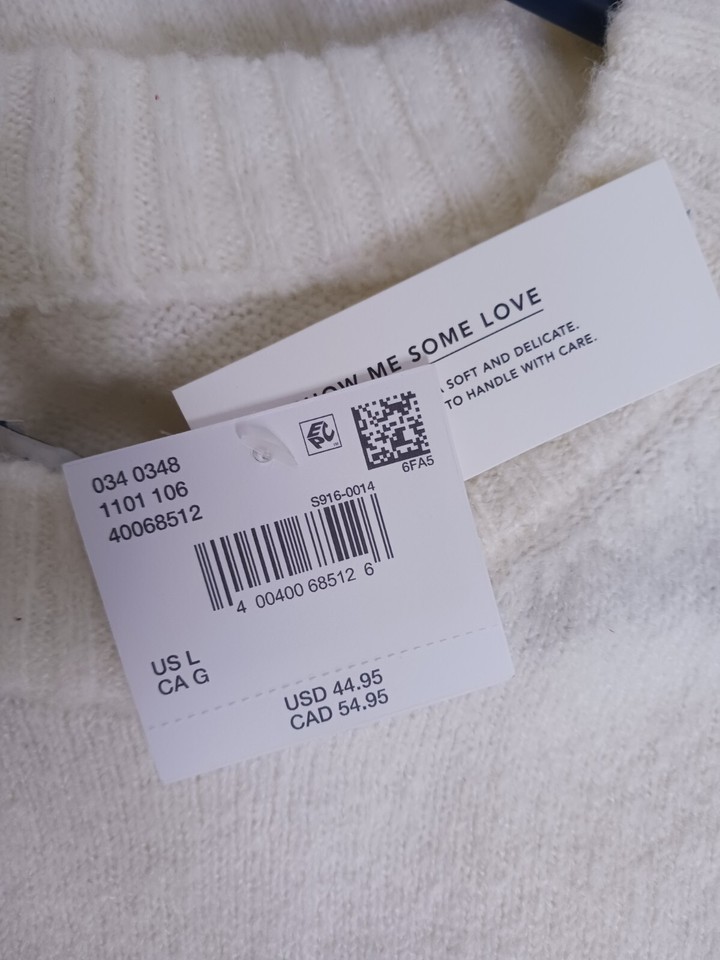 ME SOME LOVE
SOFT AND DELICATE.
TO HANDLE WITH CARE.
EPC
6FA5
034 0348
1101 106
40068512
S916-0014
4 00400 68512 6
US L
CA G
USD 44.95
CAD 54.95